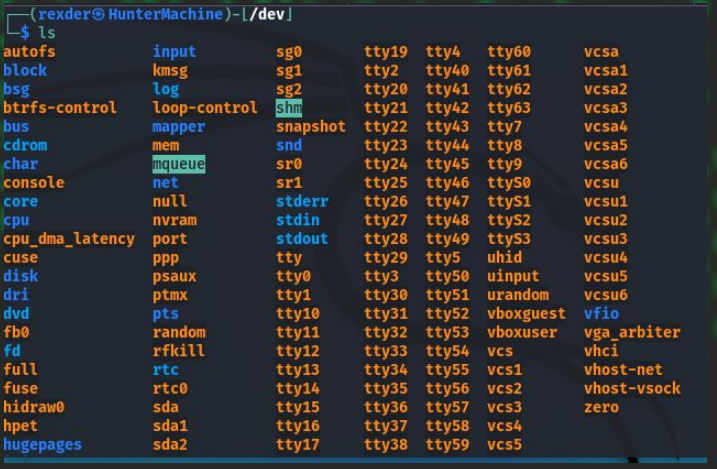 (rexder㉿HunterMachine)-[/dev]
$ ls
autofs input sg0 tty19 tty4 tty60 vcsa
block kmsg sg1 tty2 tty40 tty61 vcsa1
bsg log sg2 tty20 tty41 tty62 vcsa2
btrfs-control loop-control shm tty21 tty42 tty63 vcsa3
bus mapper snapshot tty22 tty43 tty7 vcsa4
cdrom mem snd tty23 tty44 tty8 vcsa5
char mqueue sr0 tty24 tty45 tty9 vcsa6
console net sr1 tty25 tty46 ttyS0 vcsu
core null stderr tty26 tty47 ttyS1 vcsu1
cpu nvram stdin tty27 tty48 ttyS2 vcsu2
cpu_dma_latency port stdout tty28 tty49 ttyS3 vcsu3
cuse ppp tty tty29 tty5 uhid vcsu4
disk psaux tty0 tty3 tty50 uinput vcsu5
dri ptmx tty1 tty30 tty51 urandom vcsu6
dvd pts tty10 tty31 tty52 vboxguest vfio
fb0 random tty11 tty32 tty53 vboxuser vga_arbiter
fd rfkill tty12 tty33 tty54 vcs vhci
full rtc tty13 tty34 tty55 vcs1 vhost-net
fuse rtc0 tty14 tty35 tty56 vcs2 vhost-vsock
hidraw0 sda tty15 tty36 tty57 vcs3 zero
hpet sda1 tty16 tty37 tty58 vcs4
hugepages sda2 tty17 tty38 tty59 vcs5